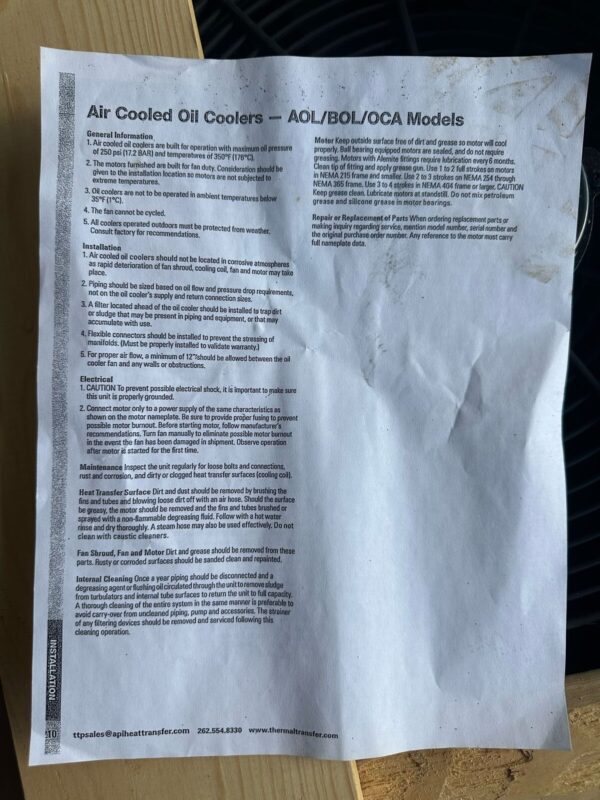 Air Cooled Oil Coolers — AOL/BOL/OCA Models
General Information
1. Air cooled oil coolers are built for operation with maximum oil pressure
of 250 psi (17.2 BAR) and temperatures of 350°F (176°C).
2. The motors furnished are built for fan duty. Consideration should be
given to the installation location so motors are not subjected to
extreme temperatures.
3. Oil coolers are not to be operated in ambient temperatures below
35°F (1°C).
4. The fan cannot be cycled.
5. All coolers operated outdoors must be protected from weather.
Consult factory for recommendations.
Installation
1. Air cooled oil coolers should not be located in corrosive atmospheres
as rapid deterioration of fan shroud, cooling coil, fan and motor may take
place.
2. Piping should be sized based on oil flow and pressure drop requirements,
not on the oil cooler's supply and return connection sizes.
3. A filter located ahead of the oil cooler should be installed to trap dirt
or sludge that may be present in piping and equipment, or that may
accumulate with use.
4. Flexible connectors should be installed to prevent the stressing of
manifolds. (Must be properly installed to validate warranty.)
5. For proper air flow, a minimum of 12"should be allowed between the oil
cooler fan and any walls or obstructions.
Electrical
1. CAUTION To prevent possible electrical shock, it is important to make sure
this unit is properly grounded.
2. Connect motor only to a power supply of the same characteristics as
shown on the motor nameplate. Be sure to provide proper fusing to prevent
possible motor burnout. Before starting motor, follow manufacturer's
recommendations. Turn fan manually to eliminate possible motor burnout
in the event the fan has been damaged in shipment. Observe operation
after motor is started for the first time.
Maintenance Inspect the unit regularly for loose bolts and connections,
rust and corrosion, and dirty or clogged heat transfer surfaces (cooling coil).
Heat Transfer Surface Dirt and dust should be removed by brushing the
fins and tubes and blowing loose dirt off with an air hose. Should the surface
be greasy, the motor should be removed and the fins and tubes brushed or
sprayed with a non-flammable degreasing fluid. Follow with a hot water
rinse and dry thoroughly. A steam hose may also be used effectively. Do not
clean with caustic cleaners.
Fan Shroud, Fan and Motor Dirt and grease should be removed from these
parts. Rusty or corroded surfaces should be sanded clean and repainted.
Internal Cleaning Once a year piping should be disconnected and a
degreasing agent or flushing oil circulated through the unit to remove sludge
from turbulators and internal tube surfaces to return the unit to full capacity.
A thorough cleaning of the entire system in the same manner is preferable to
avoid carry-over from uncleaned piping, pump and accessories. The strainer
of any filtering devices should be removed and serviced following this
cleaning operation.
Motor Keep outside surface free of dirt and grease so motor will cool
properly. Ball bearing equipped motors are sealed, and do not require
greasing. Motors with Alemite fittings require lubrication every 6 months.
Clean tip of fitting and apply grease gun. Use 1 to 2 full strokes on motors
in NEMA 215 frame and smaller. Use 2 to 3 strokes on NEMA 254 through
NEMA 365 frame. Use 3 to 4 strokes in NEMA 404 frame or larger. CAUTION
Keep grease clean. Lubricate motors at standstill. Do not mix petroleum
grease and silicone grease in motor bearings.
Repair or Replacement of Parts When ordering replacement parts or
making inquiry regarding service, mention model number, serial number and
the original purchase order number. Any reference to the motor must carry
full nameplate data.
INSTALLATION
210 ttpsales@apiheattransfer.com 262.554.8330 www.thermaltransfer.com